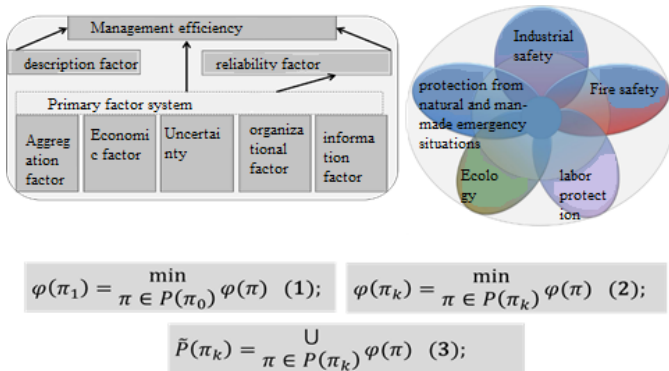 Management efficiency
description factor
reliability factor
Primary factor system
Aggreg
ation
factor
Economi
c factor
Uncertai
nty
organiza
tional
factor
informa
tion
factor
Industrial
safety
protection from
natural and man-
made emergency
situations
Fire safety
Ecolo
gy
labor
protect
ion
φ(π₁) = min φ(π) (1);
π ∈ P(π₀)
φ(πₖ) = min φ(π) (2);
π ∈ P(πₖ)
P̃(πₖ) = ∪ φ(π) (3);
π ∈ P(πₖ)